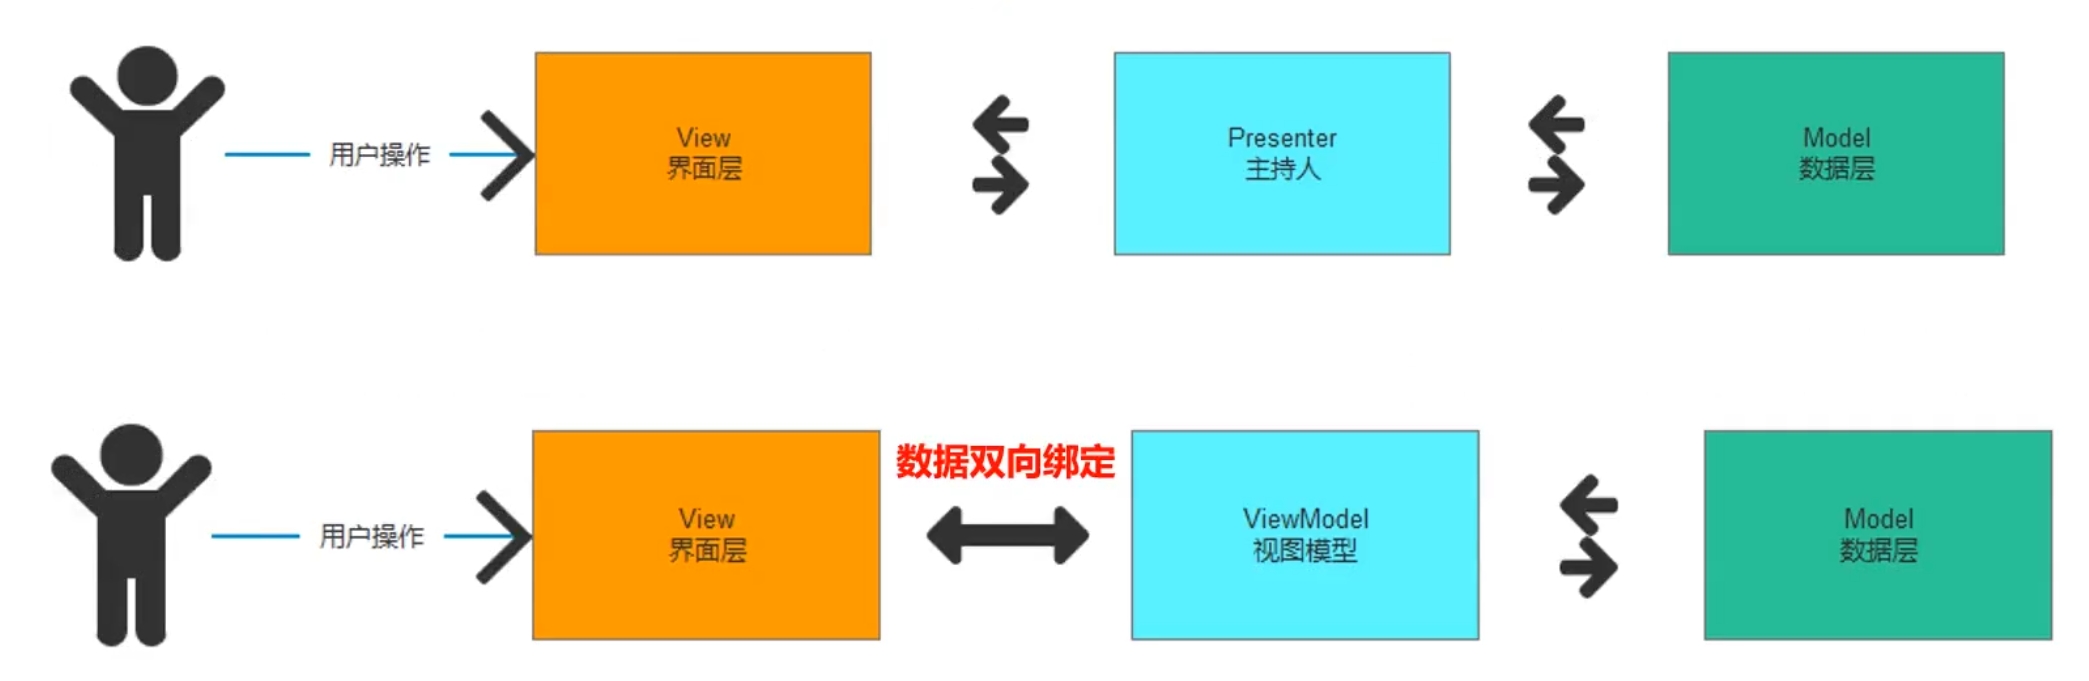 用户操作
View
界面层
Presenter
主持人
Model
数据层
数据双向绑定
用户操作
View
界面层
ViewModel
视图模型
Model
数据层